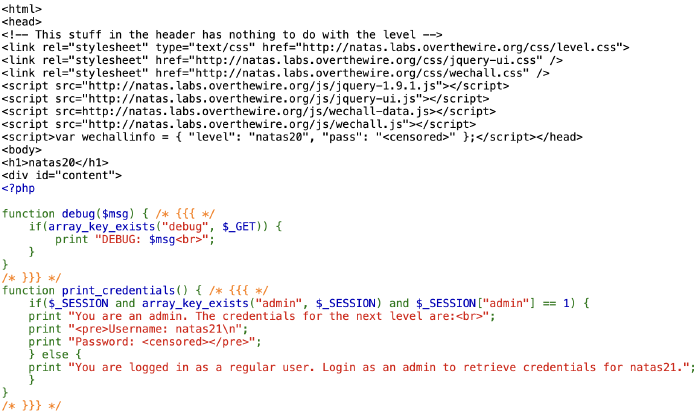 <html>
<head>
<!-- This stuff in the header has nothing to do with the level -->
<link rel="stylesheet" type="text/css" href="http://natas.labs.overthewire.org/css/level.css">
<link rel="stylesheet" href="http://natas.labs.overthewire.org/css/jquery-ui.css" />
<link rel="stylesheet" href="http://natas.labs.overthewire.org/css/wechall.css" />
<script src="http://natas.labs.overthewire.org/js/jquery-1.9.1.js"></script>
<script src="http://natas.labs.overthewire.org/js/jquery-ui.js"></script>
<script src=http://natas.labs.overthewire.org/js/wechall-data.js></script>
<script src="http://natas.labs.overthewire.org/js/wechall.js"></script>
<script>var wechallinfo = { "level": "natas20", "pass": "<censored>" };</script></head>
<body>
<h1>natas20</h1>
<div id="content">
<?php
function debug($msg) { /* {{{ */
    if(array_key_exists("debug", $_GET)) {
        print "DEBUG: $msg<br>";
    }
}
/* }}} */
function print_credentials() { /* {{{ */
    if($_SESSION and array_key_exists("admin", $_SESSION) and $_SESSION["admin"] == 1) {
    print "You are an admin. The credentials for the next level are:<br>";
    print "<pre>Username: natas21\n";
    print "Password: <censored></pre>";
    } else {
    print "You are logged in as a regular user. Login as an admin to retrieve credentials for natas21.";
    }
}
/* }}} */